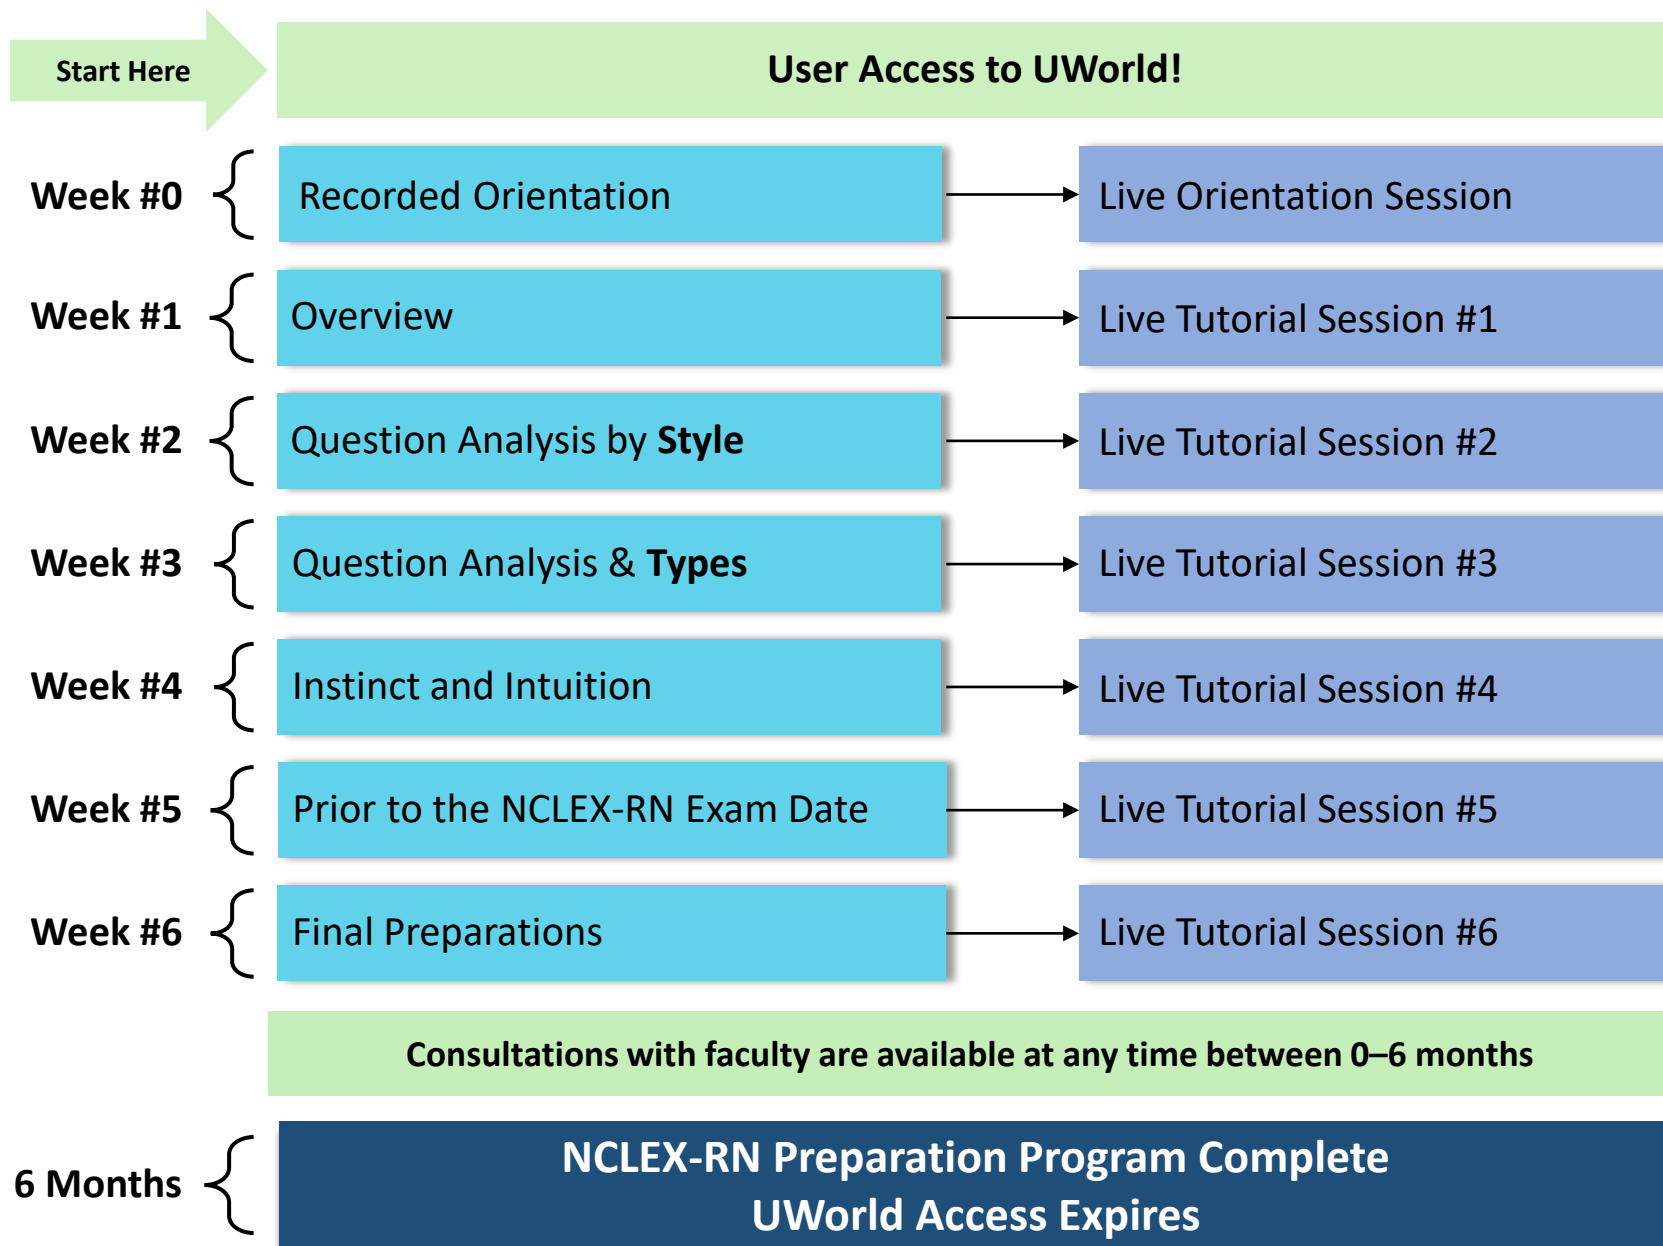 Start Here
User Access to UWorld!
Week #0
Recorded Orientation
Live Orientation Session
Week #1
Overview
Live Tutorial Session #1
Week #2
Question Analysis by Style
Live Tutorial Session #2
Week #3
Question Analysis & Types
Live Tutorial Session #3
Week #4
Instinct and Intuition
Live Tutorial Session #4
Week #5
Prior to the NCLEX-RN Exam Date
Live Tutorial Session #5
Week #6
Final Preparations
Live Tutorial Session #6
Consultations with faculty are available at any time between 0–6 months
6 Months
NCLEX-RN Preparation Program Complete
UWorld Access Expires